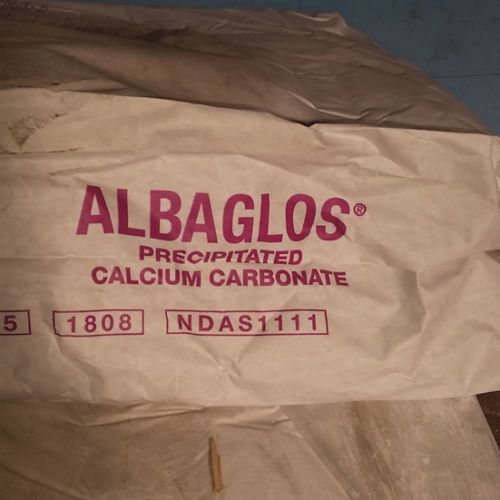 ALBAGLOS®
PRECIPITATED
CALCIUM CARBONATE
5 1808 NDAS1111